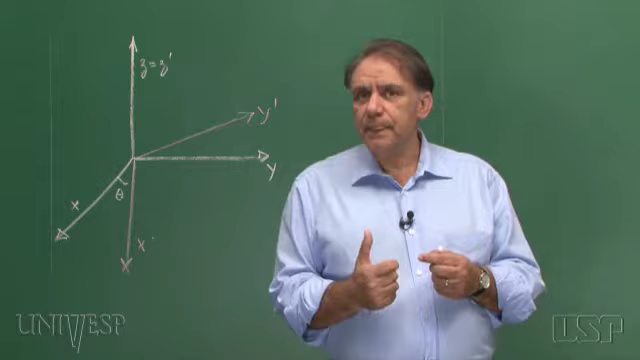 z = z'
y'
y
x
θ
x'
UNIVESP
USP